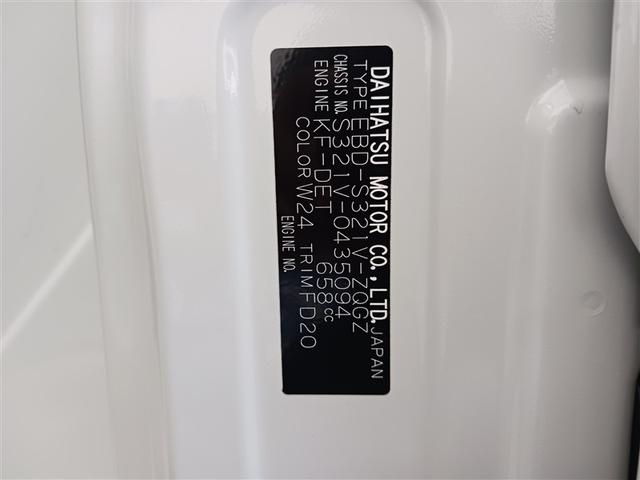 DAIHATSU MOTOR CO.,LTD.JAPAN
TYPE EBD-S321V-ZQGZ
CHASSIS NO. S321V-0435094
ENGINE KF-DET 658cc
COLOR W24 TRIM FD20
ENGINE NO.